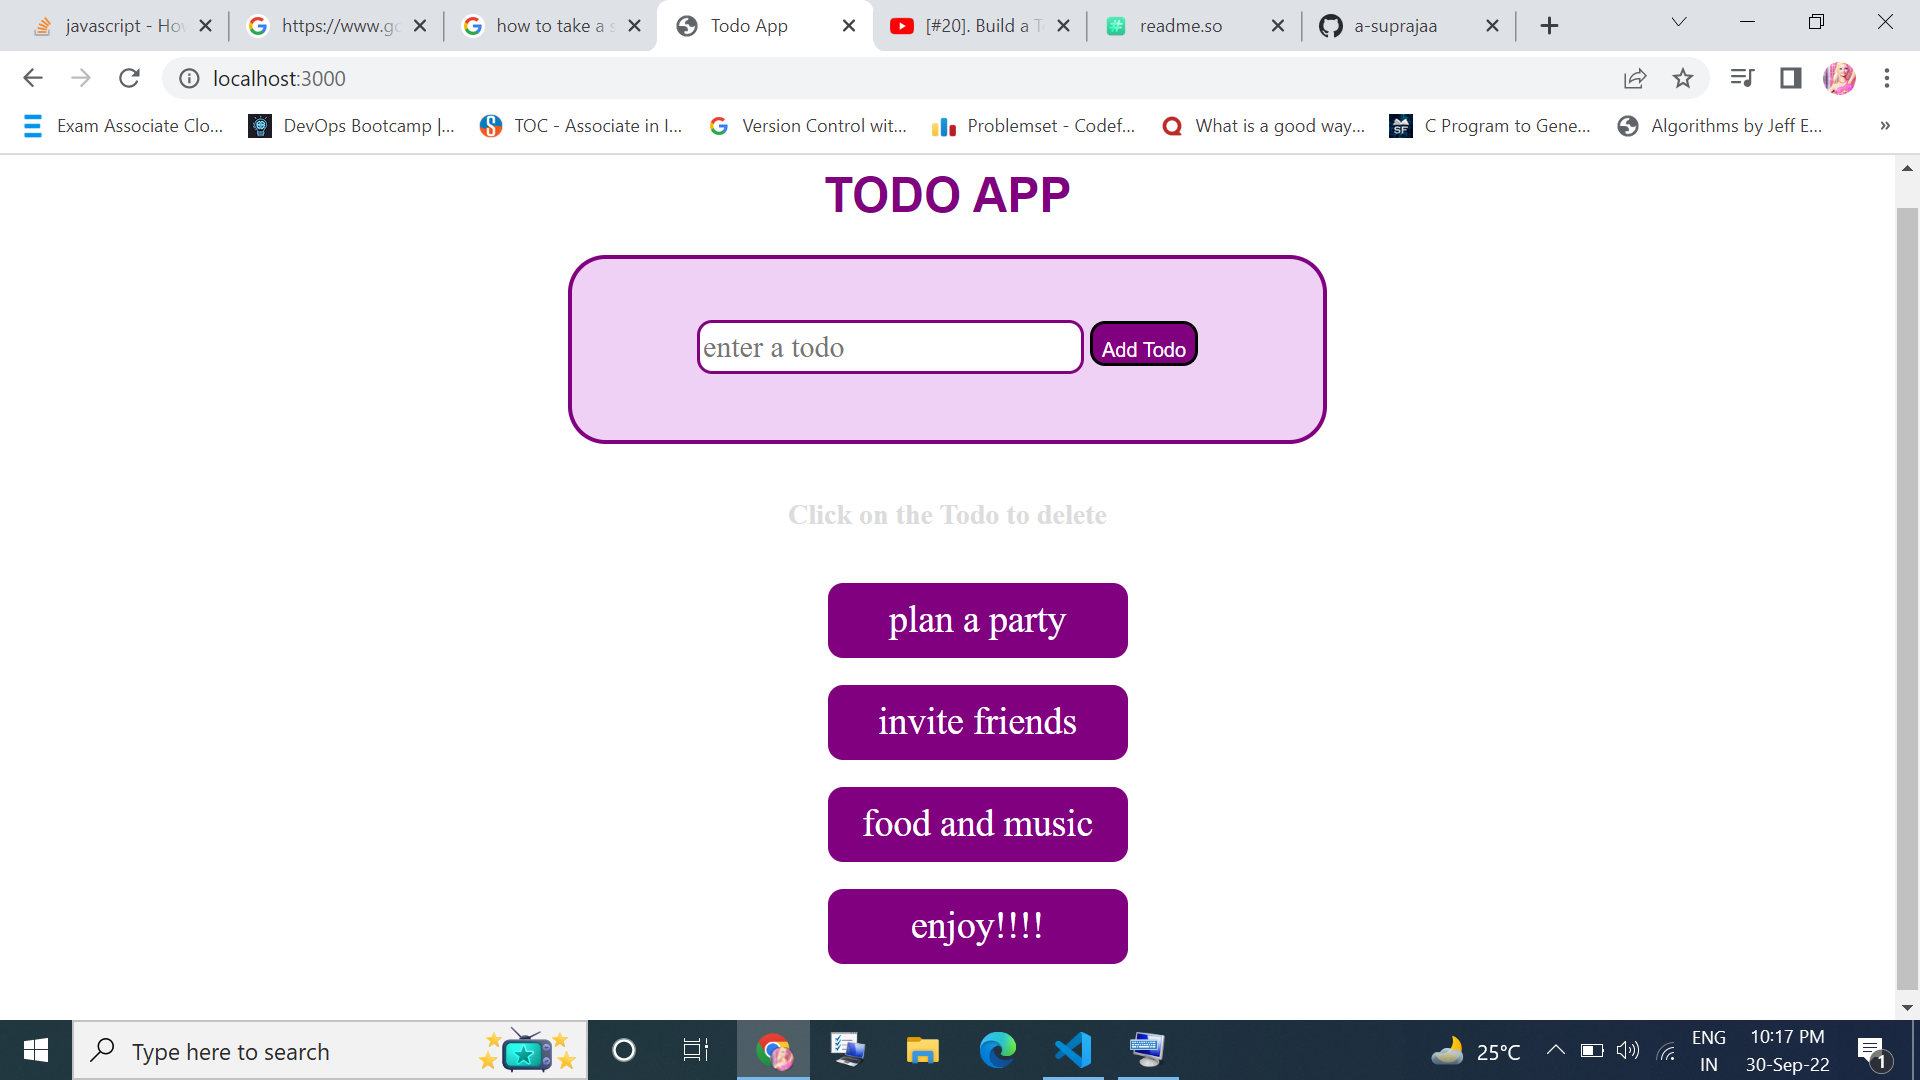 javascript - Ho
https://www.go
how to take a s
Todo App
[#20]. Build a T
readme.so
a-suprajaa
localhost:3000
Exam Associate Clo...
DevOps Bootcamp |...
TOC - Associate in I...
Version Control wit...
Problemset - Codef...
What is a good way...
SF
C Program to Gene...
Algorithms by Jeff E...
»
TODO APP
enter a todo
Add Todo
Click on the Todo to delete
plan a party
invite friends
food and music
enjoy!!!!
Type here to search
25°C
ENG
IN
10:17 PM
30-Sep-22
1